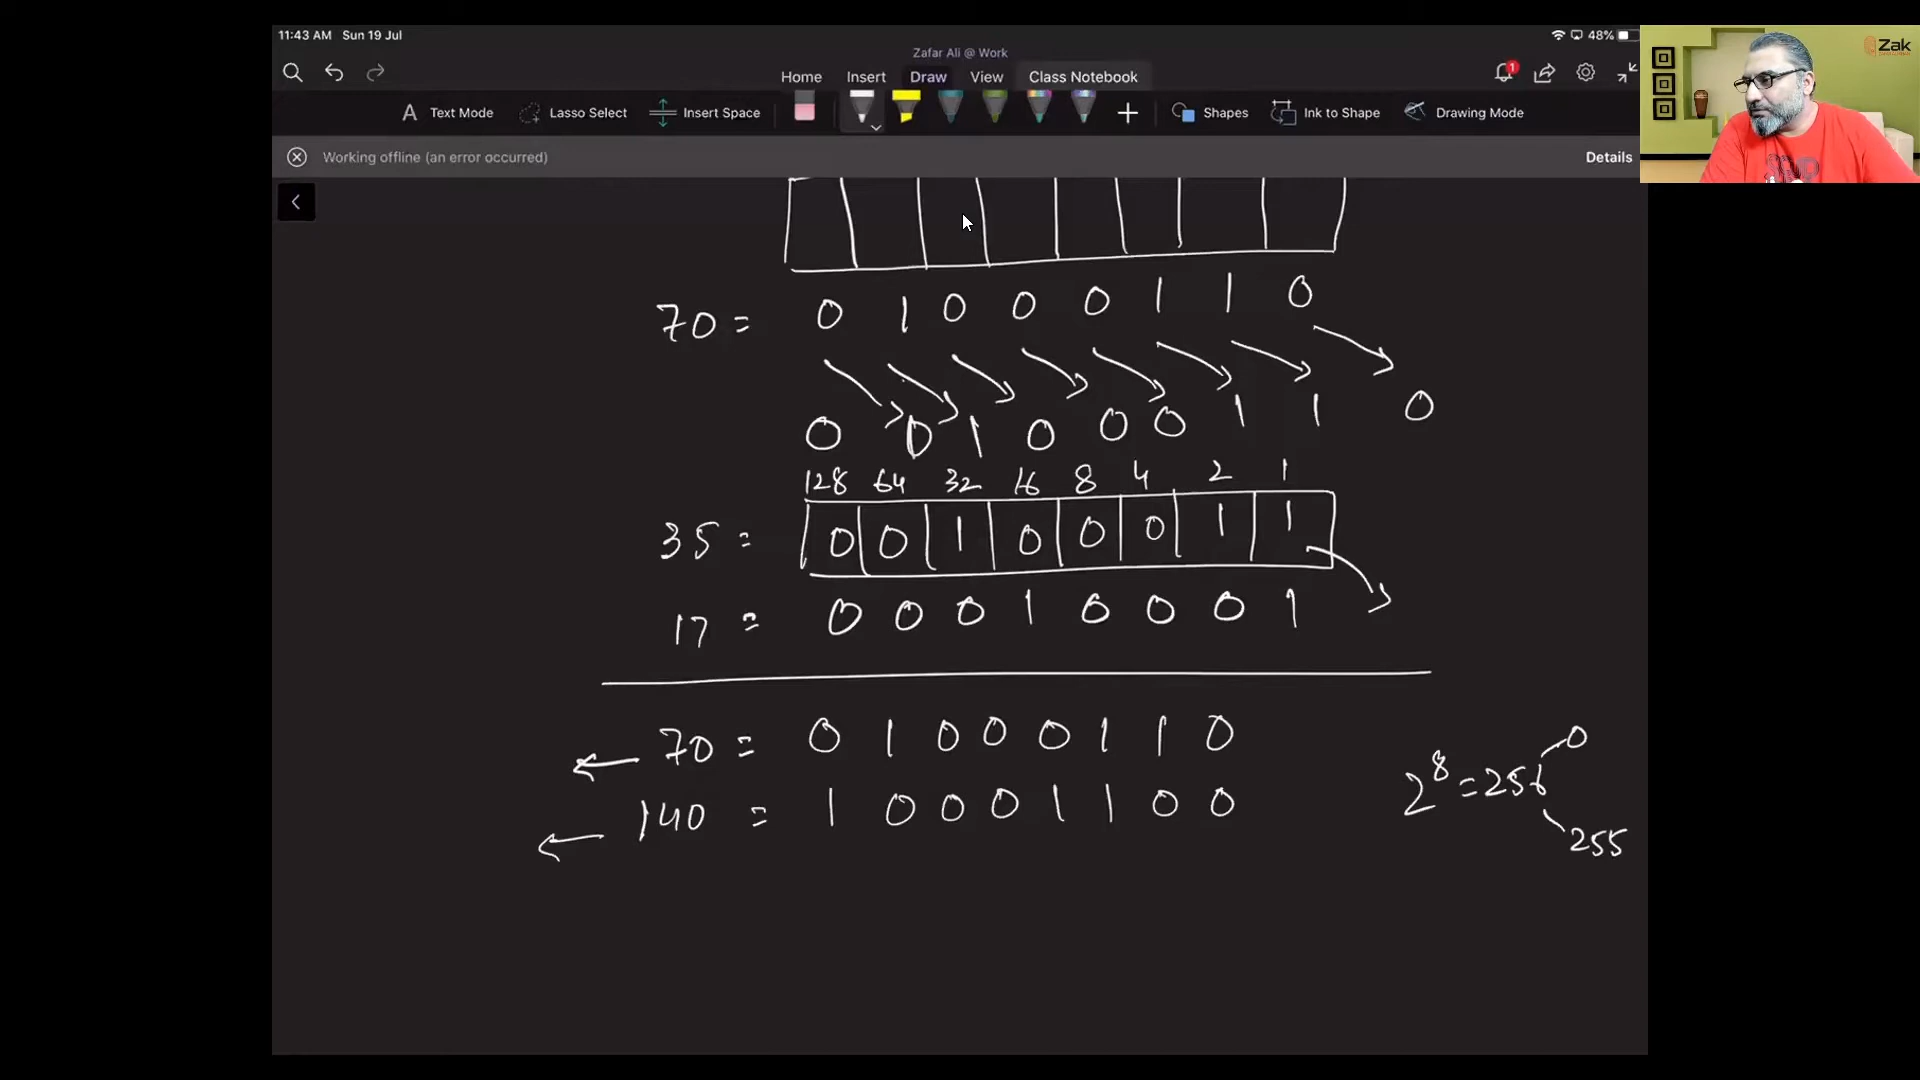 11:43 AM Sun 19 Jul
48%
Zafar Ali @ Work
Home Insert Draw View Class Notebook
1
Text Mode Lasso Select Insert Space Shapes Ink to Shape Drawing Mode
Working offline (an error occurred) Details
Zak
70 = 0 1 0 0 0 1 1 0
0 0 1 0 0 0 1 1 0
128 64 32 16 8 4 2 1
35 = 0 0 1 0 0 0 1 1
17 = 0 0 0 1 0 0 0 1
70 = 0 1 0 0 0 1 1 0
140 = 1 0 0 0 1 1 0 0
2⁸ = 256
0
255